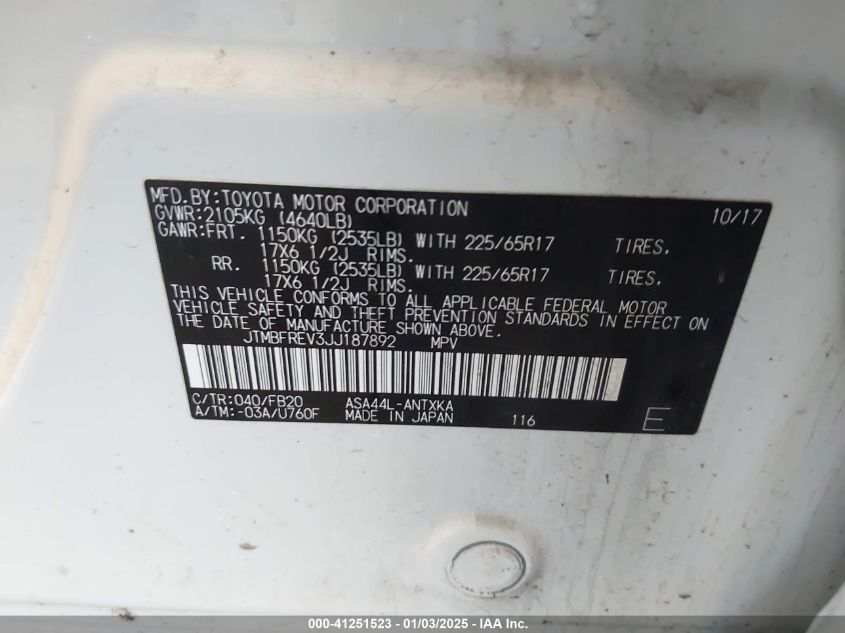 MFD. BY: TOYOTA MOTOR CORPORATION 10/17
GVWR: 2105KG (4640LB)
GAWR: FRT. 1150KG (2535LB) WITH 225/65R17 TIRES.
17X6 1/2J RIMS.
RR. 1150KG (2535LB) WITH 225/65R17 TIRES.
17X6 1/2J RIMS.
THIS VEHICLE CONFORMS TO ALL APPLICABLE FEDERAL MOTOR
VEHICLE SAFETY AND THEFT PREVENTION STANDARDS IN EFFECT ON
THE DATE OF MANUFACTURE SHOWN ABOVE.
JTMBFREV3JJ187892 MPV
C/TR: 040/FB20 ASA44L-ANTXKA
A/TM: -03A/U760F MADE IN JAPAN 116 E
000-41251523 - 01/03/2025 - IAA Inc.